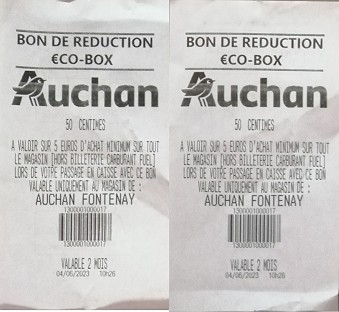 BON DE REDUCTION
€CO-BOX
Auchan
50 CENTIMES
A VALOIR SUR 5 EUROS D'ACHAT MINIMUM SUR TOUT
LE MAGASIN [HORS BILLETERIE CARBURANT FUEL]
LORS DE VOTRE PASSAGE EN CAISSE AVEC CE BON
VALABLE UNIQUEMENT AU MAGASIN DE :
AUCHAN FONTENAY
1300001000017
VALABLE 2 MOIS
04/06/2023 10h26
BON DE REDUCTION
€CO-BOX
Auchan
50 CENTIMES
A VALOIR SUR 5 EUROS D'ACHAT MINIMUM SUR TOUT
LE MAGASIN [HORS BILLETERIE CARBURANT FUEL]
LORS DE VOTRE PASSAGE EN CAISSE AVEC CE BON
VALABLE UNIQUEMENT AU MAGASIN DE :
AUCHAN FONTENAY
1300001000017
VALABLE 2 MOIS
04/06/2023 10h26